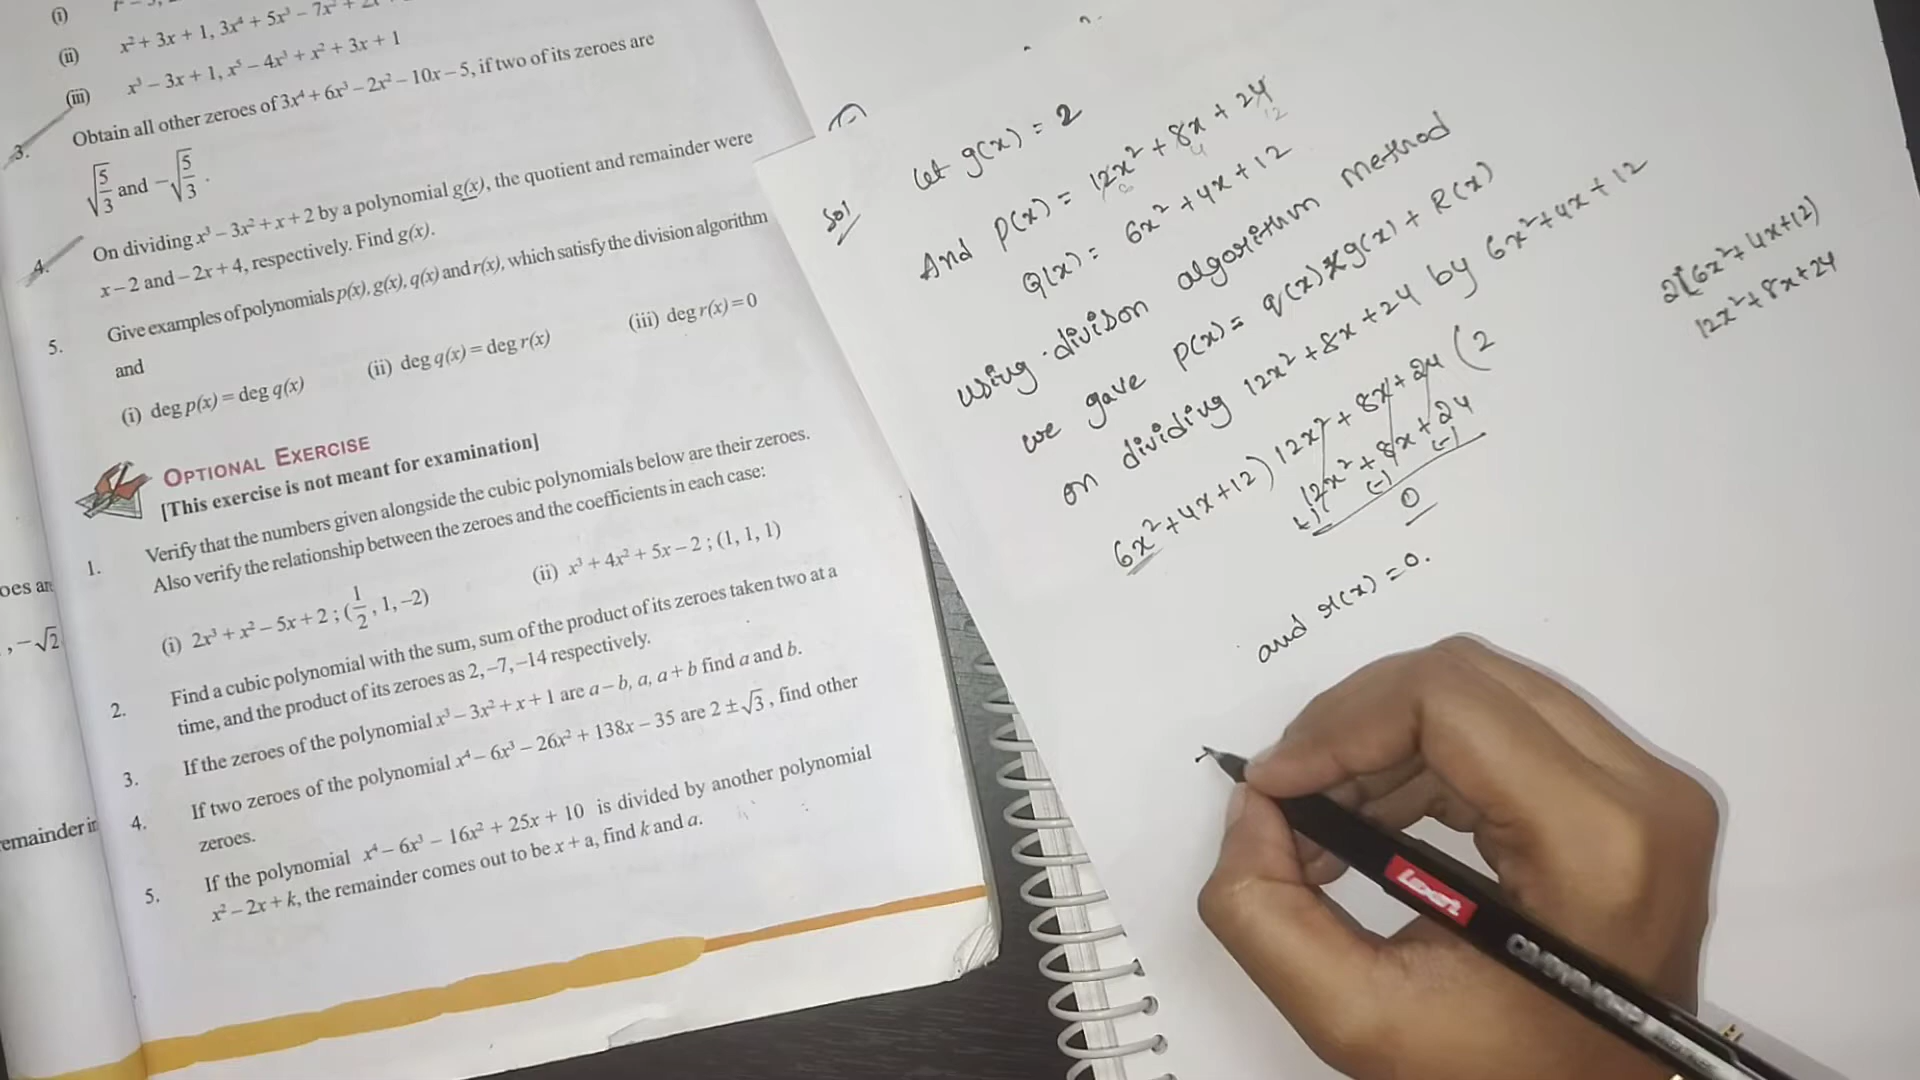 (i)
(ii) x² + 3x + 1, 3x⁴ + 5x³ – 7x² +
(iii) x³ – 3x + 1, x⁵ – 4x³ + x² + 3x + 1
3. Obtain all other zeroes of 3x⁴ + 6x³ – 2x² – 10x – 5, if two of its zeroes are
√5/3 and –√5/3 .
4. On dividing x³ – 3x² + x + 2 by a polynomial g(x), the quotient and remainder were
x – 2 and – 2x + 4, respectively. Find g(x).
5. Give examples of polynomials p(x), g(x), q(x) and r(x), which satisfy the division algorithm
and
(i) deg p(x) = deg q(x) (ii) deg q(x) = deg r(x) (iii) deg r(x) = 0
OPTIONAL EXERCISE
[This exercise is not meant for examination]
1. Verify that the numbers given alongside the cubic polynomials below are their zeroes.
Also verify the relationship between the zeroes and the coefficients in each case:
(i) 2x³ + x² – 5x + 2 ; (1/2, 1, –2) (ii) x³ + 4x² + 5x – 2 ; (1, 1, 1)
2. Find a cubic polynomial with the sum, sum of the product of its zeroes taken two at a
time, and the product of its zeroes as 2, –7, –14 respectively.
3. If the zeroes of the polynomial x³ – 3x² + x + 1 are a – b, a, a + b find a and b.
4. If two zeroes of the polynomial x⁴ – 6x³ – 26x² + 138x – 35 are 2 ± √3, find other
zeroes.
5. If the polynomial x⁴ – 6x³ – 16x² + 25x + 10 is divided by another polynomial
x² – 2x + k, the remainder comes out to be x + a, find k and a.
, –√2
emainder in
Sol
Let g(x) = 2
And P(x) = 12x² + 8x + 24
Q(x) = 6x² + 4x + 12
using divison algorithm method
we gave P(x) = q(x) x g(x) + R(x)
on dividing 12x² + 8x + 24 by 6x² + 4x + 12
6x² + 4x + 12 ) 12x² + 8x + 24 ( 2
12x² + 8x + 24
(-) (-) (-)
0
and r(x) = 0.
2[6x² + 4x + 12)
12x² + 8x + 24
Lexi